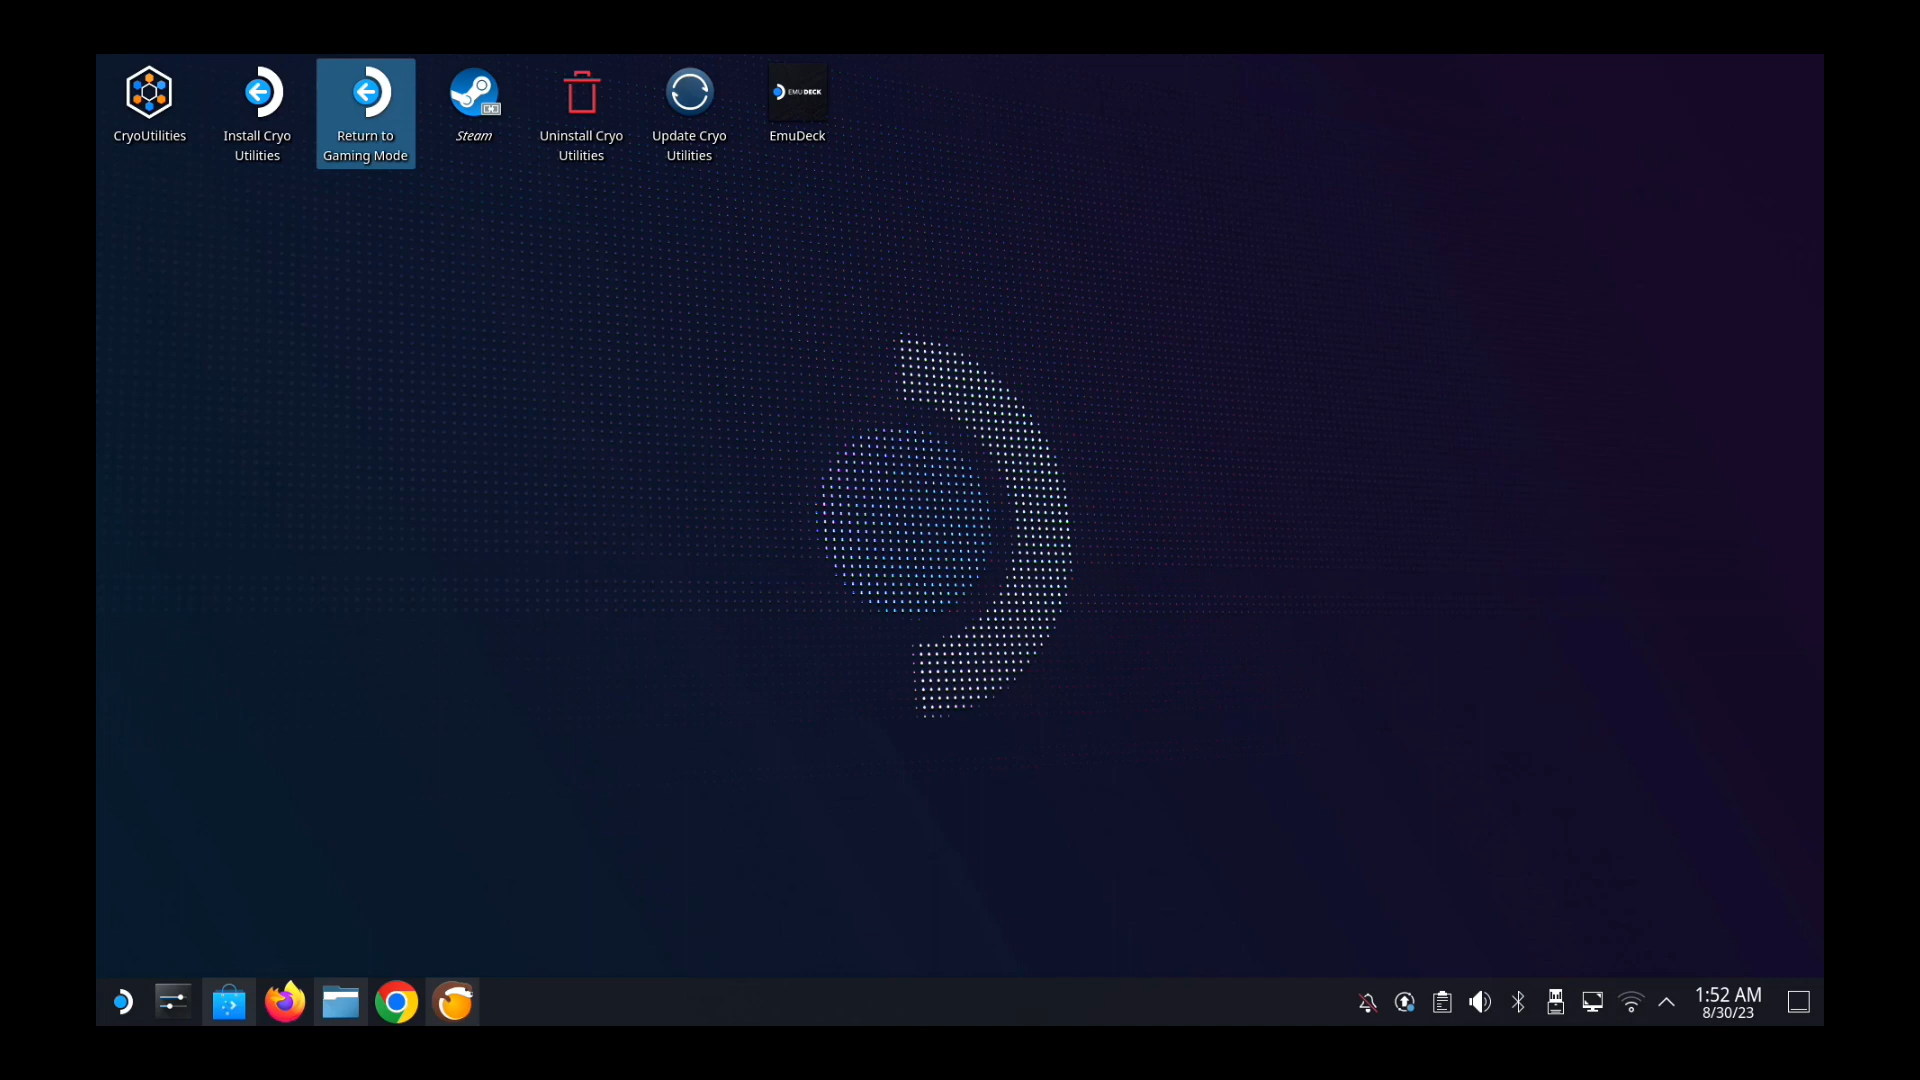 CryoUtilities
Install Cryo
Utilities
Return to
Gaming Mode
Steam
Uninstall Cryo
Utilities
Update Cryo
Utilities
EMUDECK
EmuDeck
1:52 AM
8/30/23